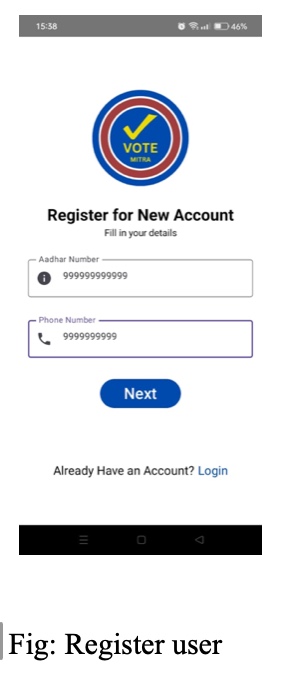 15:38
46%
VOTE
MITRA
Register for New Account
Fill in your details
Aadhar Number
999999999999
Phone Number
9999999999
Next
Already Have an Account? Login
Fig: Register user